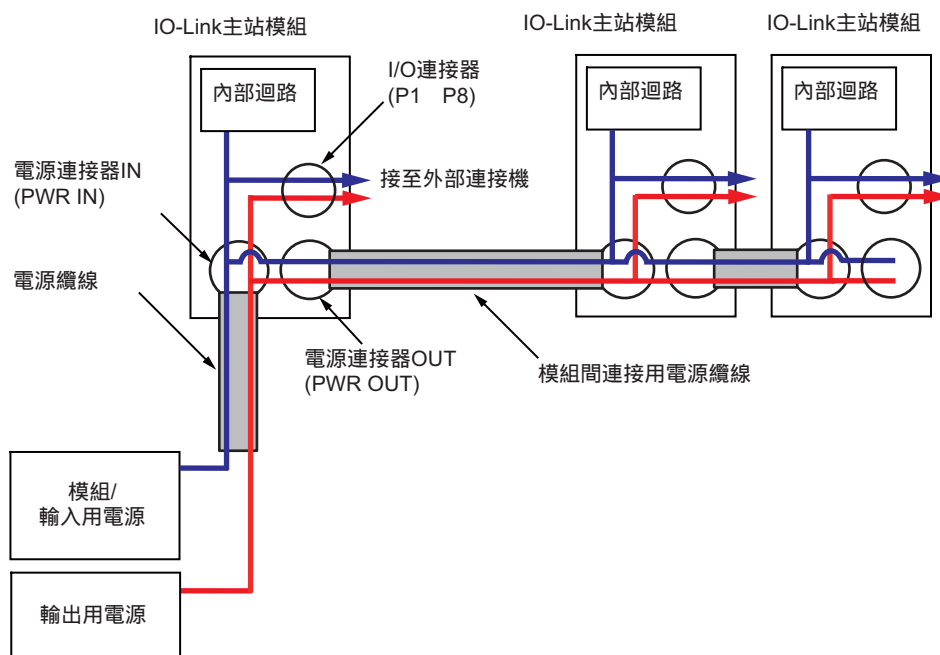 IO-Link主站模組
IO-Link主站模組
IO-Link主站模組
內部迴路
I/O連接器
(P1 P8)
內部迴路
內部迴路
電源連接器IN
(PWR IN)
接至外部連接機
電源纜線
電源連接器OUT
(PWR OUT)
模組間連接用電源纜線
模組/
輸入用電源
輸出用電源